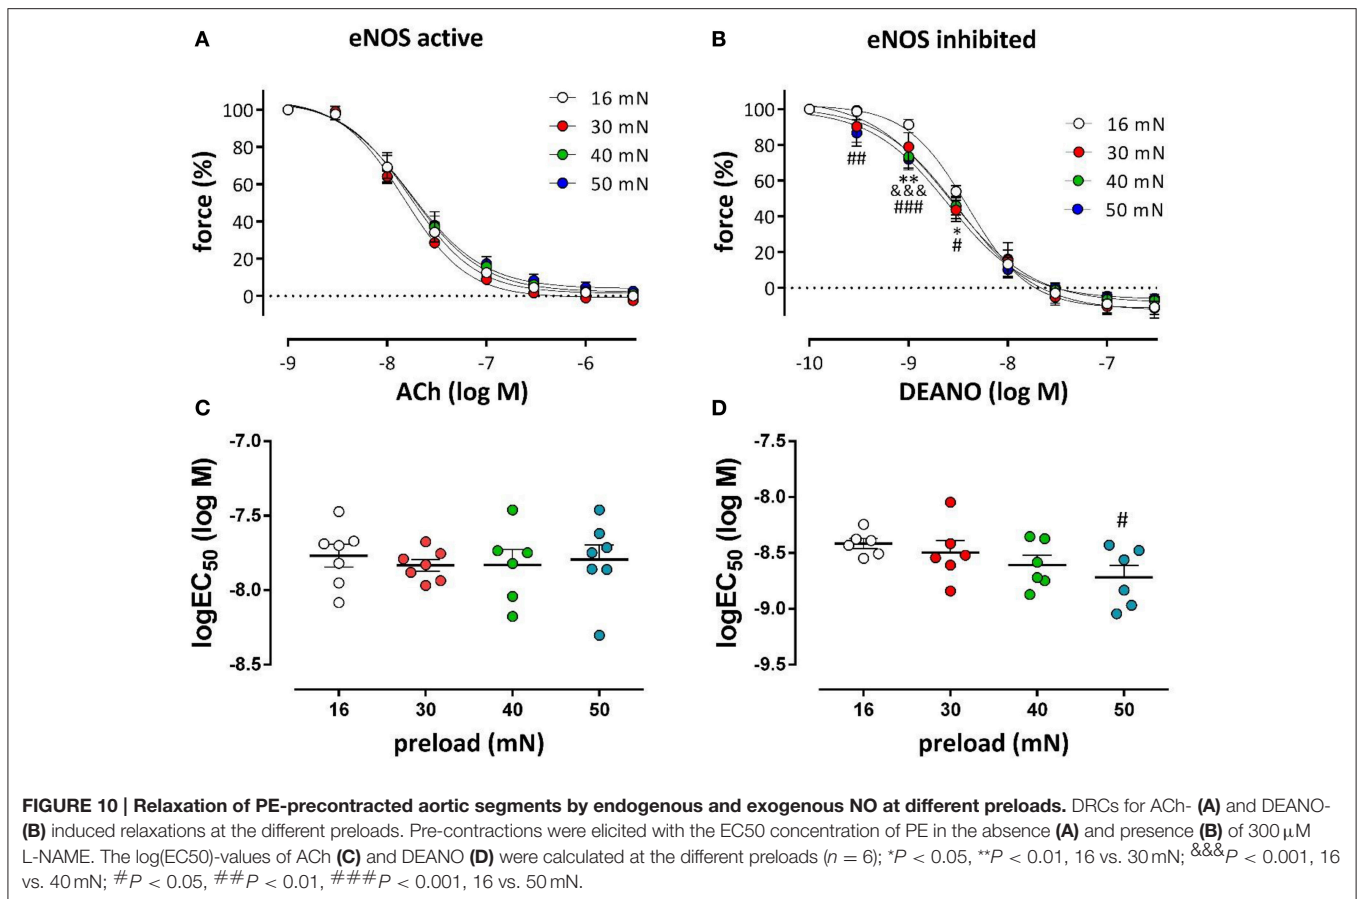 A
eNOS active
force (%)
100
80
60
40
20
0
16 mN
30 mN
40 mN
50 mN
-9
-8
-7
-6
ACh (log M)
B
eNOS inhibited
force (%)
100
80
60
40
20
0
16 mN
30 mN
40 mN
50 mN
##
**
&&&
###
*
#
-10
-9
-8
-7
DEANO (log M)
C
logEC50 (log M)
-7.0
-7.5
-8.0
-8.5
16
30
40
50
preload (mN)
D
logEC50 (log M)
-7.5
-8.0
-8.5
-9.0
-9.5
#
16
30
40
50
preload (mN)
FIGURE 10 | Relaxation of PE-precontracted aortic segments by endogenous and exogenous NO at different preloads. DRCs for ACh- (A) and DEANO-
(B) induced relaxations at the different preloads. Pre-contractions were elicited with the EC50 concentration of PE in the absence (A) and presence (B) of 300 μM
L-NAME. The log(EC50)-values of ACh (C) and DEANO (D) were calculated at the different preloads (n = 6); *P < 0.05, **P < 0.01, 16 vs. 30 mN; &&&P < 0.001, 16
vs. 40 mN; #P < 0.05, ##P < 0.01, ###P < 0.001, 16 vs. 50 mN.